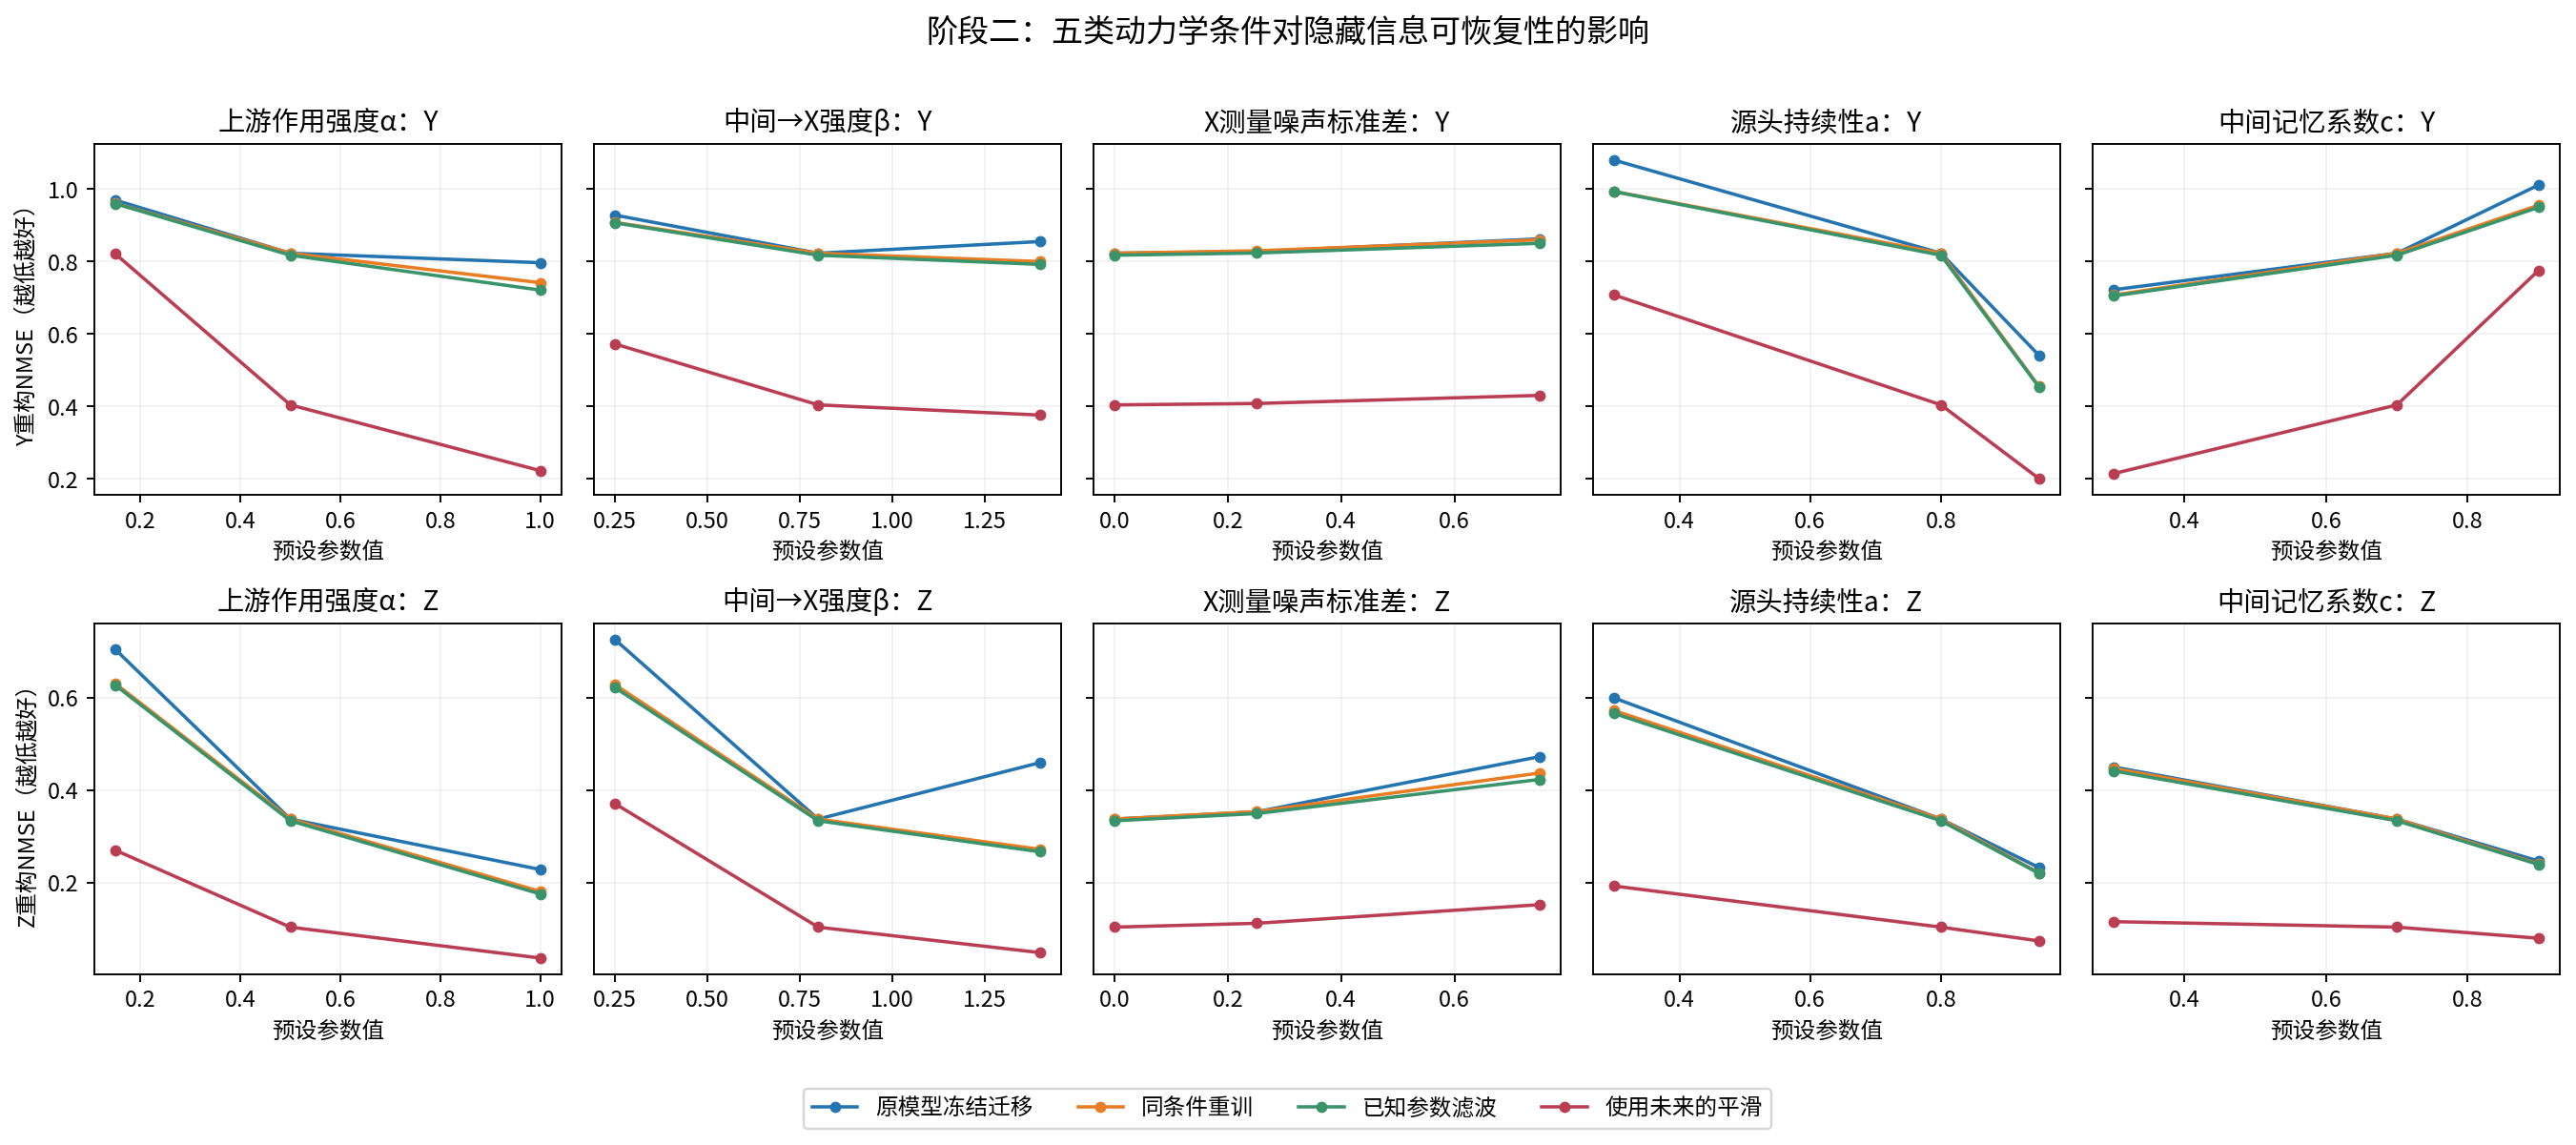 阶段二：五类动力学条件对隐藏信息可恢复性的影响
上游作用强度α：Y
中间→X强度β：Y
X测量噪声标准差：Y
源头持续性a：Y
中间记忆系数c：Y
Y重构NMSE（越低越好）
1.0
0.8
0.6
0.4
0.2
0.2 0.4 0.6 0.8 1.0
0.25 0.50 0.75 1.00 1.25
0.0 0.2 0.4 0.6
0.4 0.6 0.8
0.4 0.6 0.8
预设参数值
预设参数值
预设参数值
预设参数值
预设参数值
上游作用强度α：Z
中间→X强度β：Z
X测量噪声标准差：Z
源头持续性a：Z
中间记忆系数c：Z
Z重构NMSE（越低越好）
0.6
0.4
0.2
0.2 0.4 0.6 0.8 1.0
0.25 0.50 0.75 1.00 1.25
0.0 0.2 0.4 0.6
0.4 0.6 0.8
0.4 0.6 0.8
预设参数值
预设参数值
预设参数值
预设参数值
预设参数值
原模型冻结迁移
同条件重训
已知参数滤波
使用未来的平滑